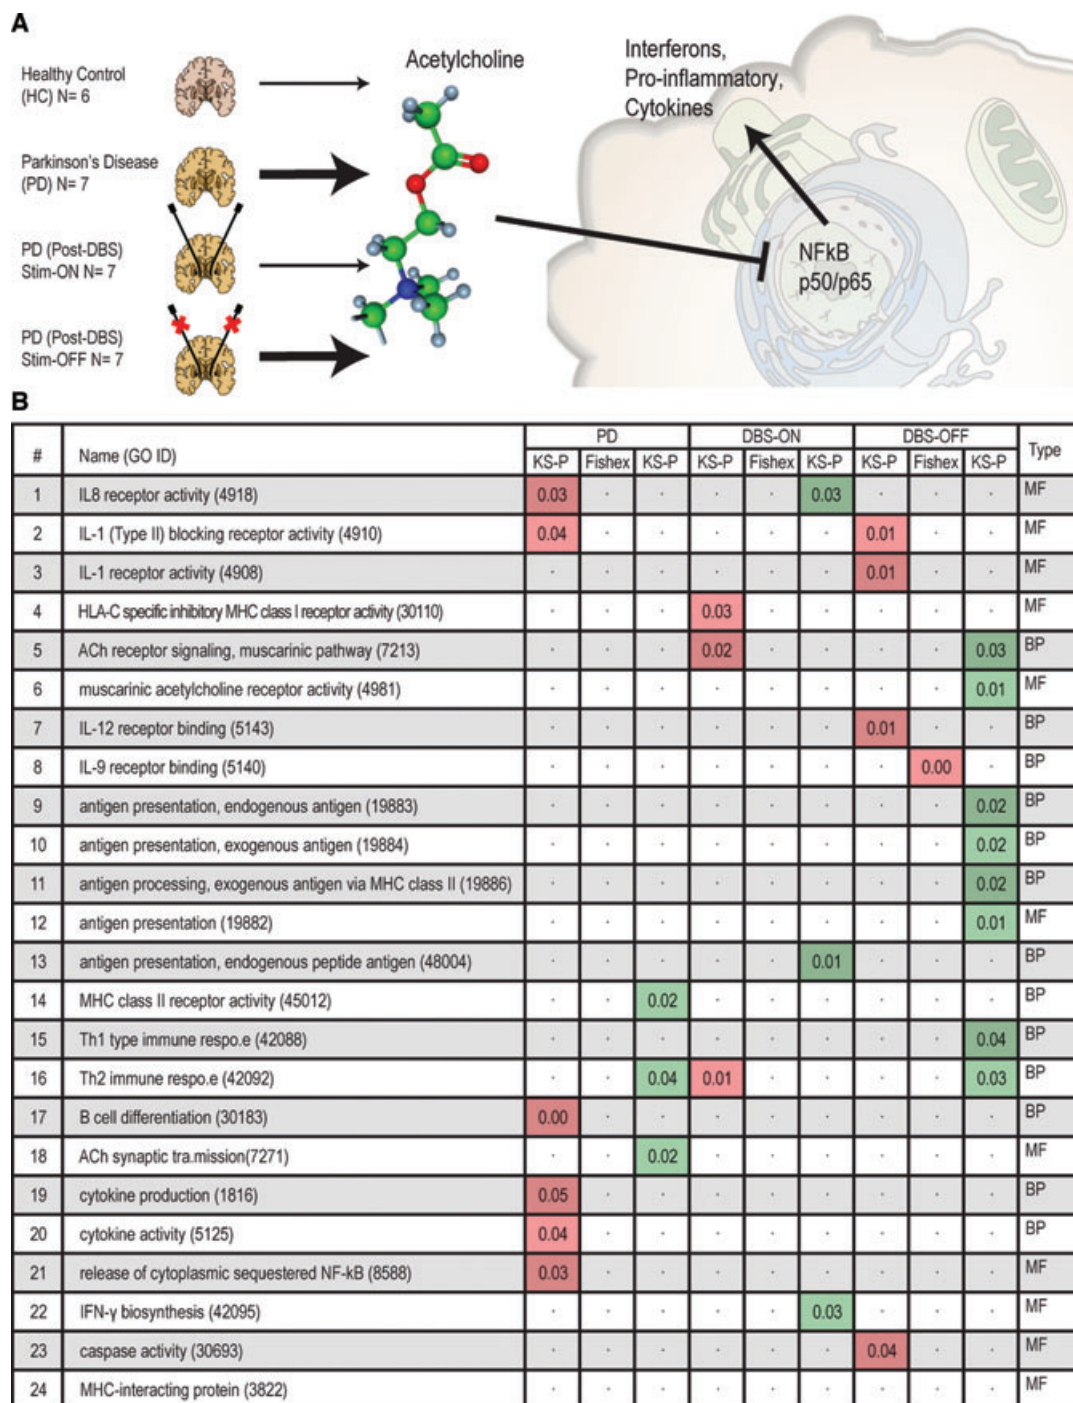 A
Healthy Control
(HC) N= 6
Parkinson's Disease
(PD) N= 7
PD (Post-DBS)
Stim-ON N= 7
PD (Post-DBS)
Stim-OFF N= 7
Acetylcholine
Interferons,
Pro-inflammatory,
Cytokines
NFkB
p50/p65
B
# Name (GO ID) PD DBS-ON DBS-OFF Type
KS-P Fishex KS-P KS-P Fishex KS-P KS-P Fishex KS-P
1 IL8 receptor activity (4918) 0.03 · · · · 0.03 · · · MF
2 IL-1 (Type II) blocking receptor activity (4910) 0.04 · · · · · 0.01 · · MF
3 IL-1 receptor activity (4908) · · · · · · 0.01 · · MF
4 HLA-C specific inhibitory MHC class I receptor activity (30110) · · · 0.03 · · · · · MF
5 ACh receptor signaling, muscarinic pathway (7213) · · · 0.02 · · · · 0.03 BP
6 muscarinic acetylcholine receptor activity (4981) · · · · · · · · 0.01 MF
7 IL-12 receptor binding (5143) · · · · · · 0.01 · · BP
8 IL-9 receptor binding (5140) · · · · · · · 0.00 · BP
9 antigen presentation, endogenous antigen (19883) · · · · · · · · 0.02 BP
10 antigen presentation, exogenous antigen (19884) · · · · · · · · 0.02 BP
11 antigen processing, exogenous antigen via MHC class II (19886) · · · · · · · · 0.02 BP
12 antigen presentation (19882) · · · · · · · · 0.01 MF
13 antigen presentation, endogenous peptide antigen (48004) · · · · · 0.01 · · · BP
14 MHC class II receptor activity (45012) · · 0.02 · · · · · · BP
15 Th1 type immune respo.e (42088) · · · · · · · · 0.04 BP
16 Th2 immune respo.e (42092) · · 0.04 0.01 · · · · 0.03 BP
17 B cell differentiation (30183) 0.00 · · · · · · · · BP
18 ACh synaptic tra.mission(7271) · · 0.02 · · · · · · MF
19 cytokine production (1816) 0.05 · · · · · · · · BP
20 cytokine activity (5125) 0.04 · · · · · · · · BP
21 release of cytoplasmic sequestered NF-kB (8588) 0.03 · · · · · · · · MF
22 IFN-γ biosynthesis (42095) · · · · · 0.03 · · · MF
23 caspase activity (30693) · · · · · · 0.04 · · MF
24 MHC-interacting protein (3822) · · · · · · · · · MF